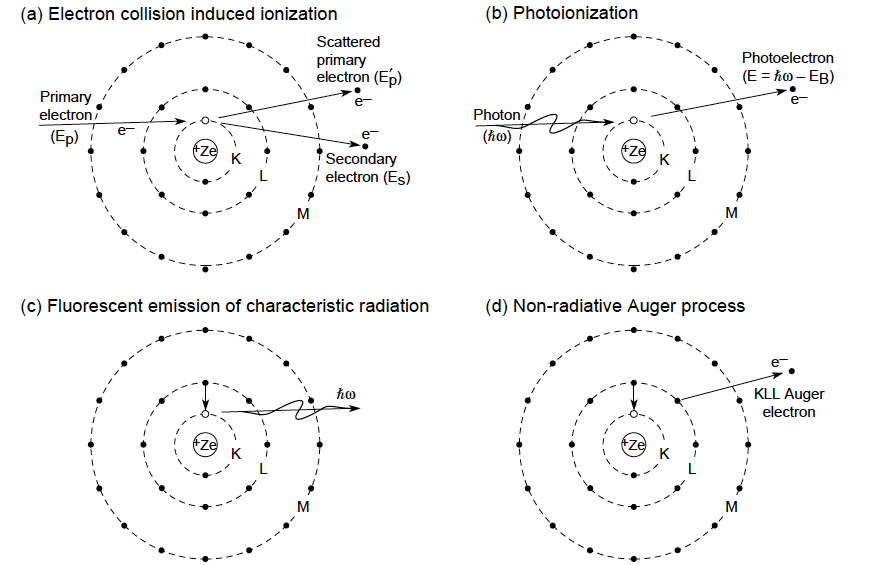 (a) Electron collision induced ionization
Scattered
primary
electron (E′p)
e–
Primary
electron
(Ep)
e–
e–
Secondary
electron (Es)
+Ze
K
L
M
(b) Photoionization
Photoelectron
(E = ℏω – EB)
e–
Photon
(ℏω)
+Ze
K
L
M
(c) Fluorescent emission of characteristic radiation
ℏω
+Ze
K
L
M
(d) Non-radiative Auger process
e–
KLL Auger
electron
+Ze
K
L
M